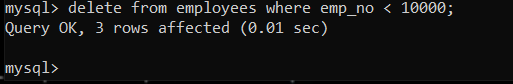 mysql> delete from employees where emp_no < 10000;
Query OK, 3 rows affected (0.01 sec)
mysql>